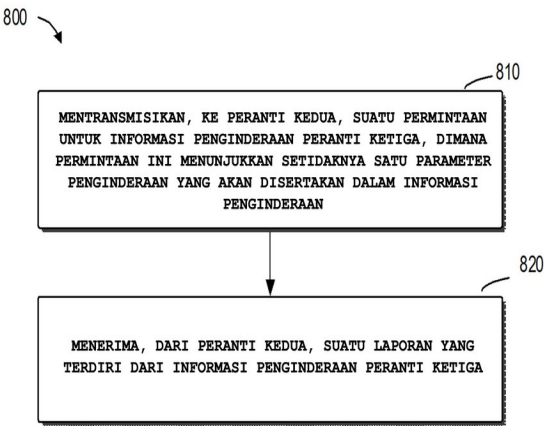 800
810
MENTRANSMISIKAN, KE PERANTI KEDUA, SUATU PERMINTAAN
UNTUK INFORMASI PENGINDERAAN PERANTI KETIGA, DIMANA
PERMINTAAN INI MENUNJUKKAN SETIDAKNYA SATU PARAMETER
PENGINDERAAN YANG AKAN DISERTAKAN DALAM INFORMASI
PENGINDERAAN
820
MENERIMA, DARI PERANTI KEDUA, SUATU LAPORAN YANG
TERDIRI DARI INFORMASI PENGINDERAAN PERANTI KETIGA